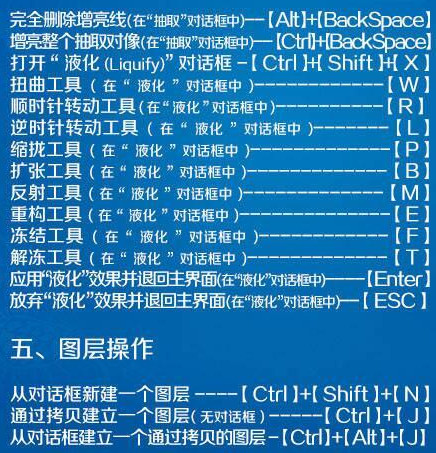 完全删除增亮线(在“抽取”对话框中)--【Alt】+【BackSpace】
增亮整个抽取对像(在“抽取”对话框中)--【Ctrl】+【BackSpace】
打开“液化(Liquify)”对话框 -【Ctrl】+【Shift】+【X】
扭曲工具(在“液化”对话框中)-----------【W】
顺时针转动工具(在“液化”对话框中)---------【R】
逆时针转动工具(在“液化”对话框中)--------【L】
缩拢工具(在“液化”对话框中)-----------【P】
扩张工具(在“液化”对话框中)-----------【B】
反射工具(在“液化”对话框中)-----------【M】
重构工具(在“液化”对话框中)-----------【E】
冻结工具(在“液化”对话框中)-----------【F】
解冻工具(在“液化”对话框中)-----------【T】
应用“液化”效果并退回主界面(在“液化”对话框中)----【Enter】
放弃“液化”效果并退回主界面(在“液化”对话框中)--【ESC】
五、图层操作
从对话框新建一个图层 ----【Ctrl】+【Shift】+【N】
通过拷贝建立一个图层(无对话框)-----【Ctrl】+【J】
从对话框建立一个通过拷贝的图层-【Ctrl】+【Alt】+【J】